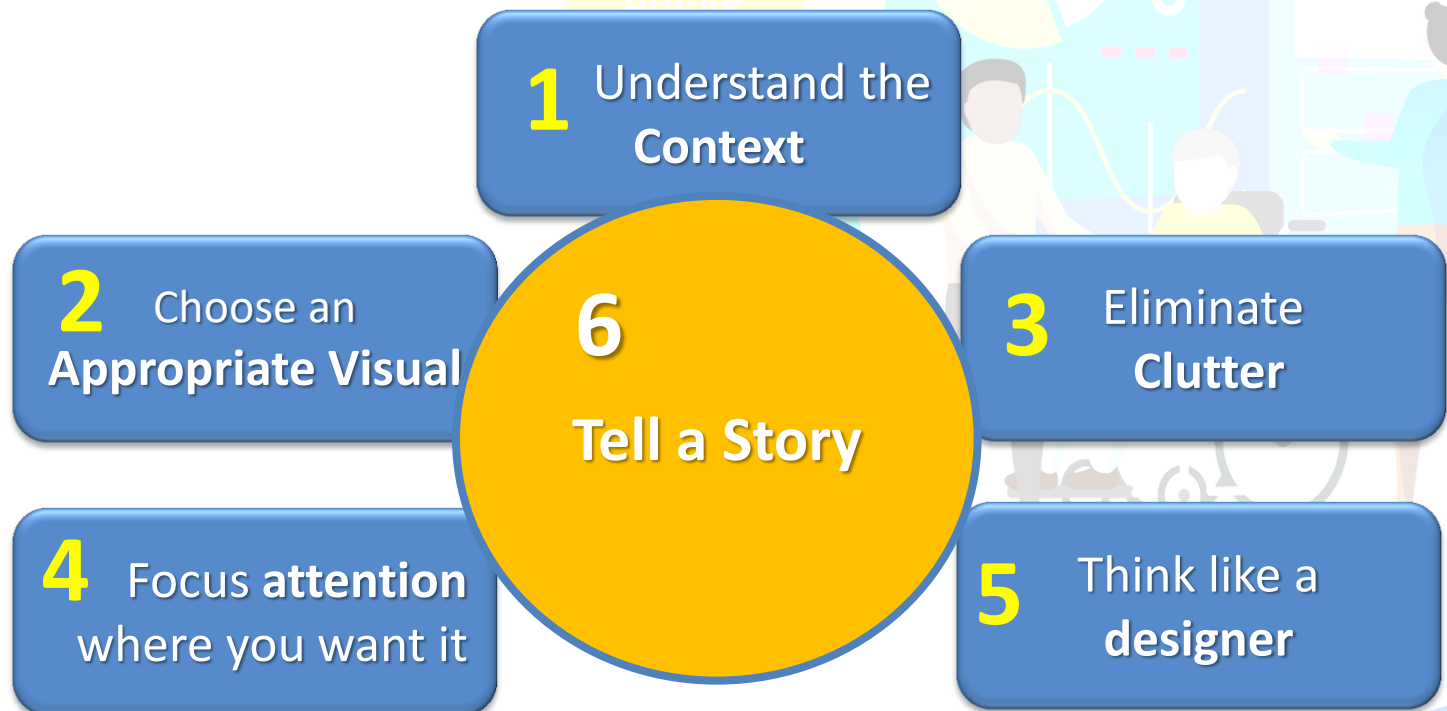 1 Understand the
Context
2 Choose an
Appropriate Visual
3 Eliminate
Clutter
6
Tell a Story
4 Focus attention
where you want it
5 Think like a
designer